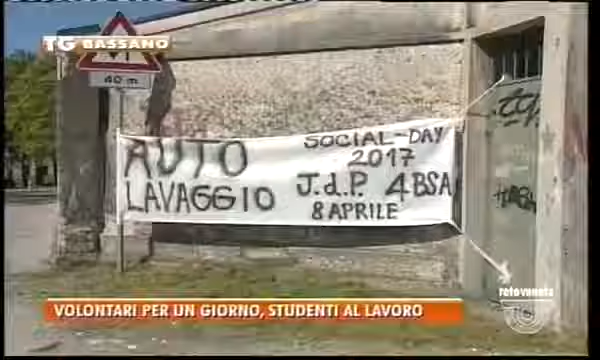 TG BASSANO
40 m
AUTO
LAVAGGIO
SOCIAL-DAY
2017
J.d.P. 4BSA
8 APRILE
reteveneta
VOLONTARI PER UN GIORNO, STUDENTI AL LAVORO